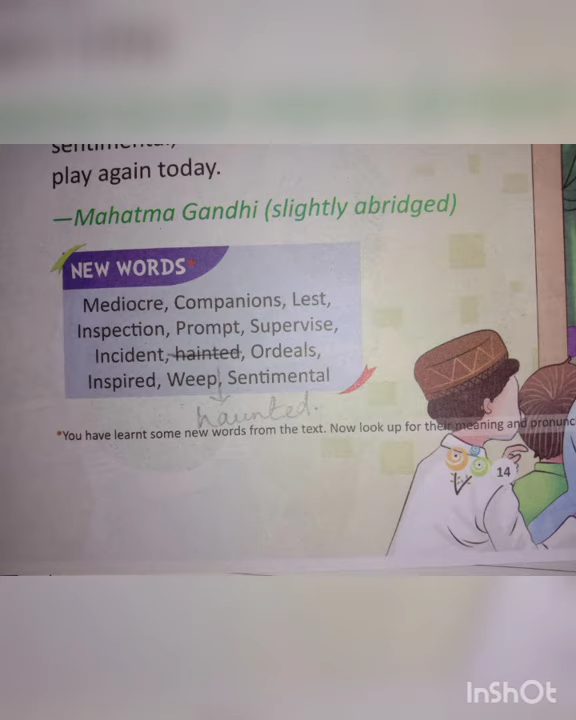 play again today.
—Mahatma Gandhi (slightly abridged)
NEW WORDS*
Mediocre, Companions, Lest,
Inspection, Prompt, Supervise,
Incident, hainted, Ordeals,
Inspired, Weep, Sentimental
haunted.
*You have learnt some new words from the text. Now look up for their meaning and pronunc
14
InShOt